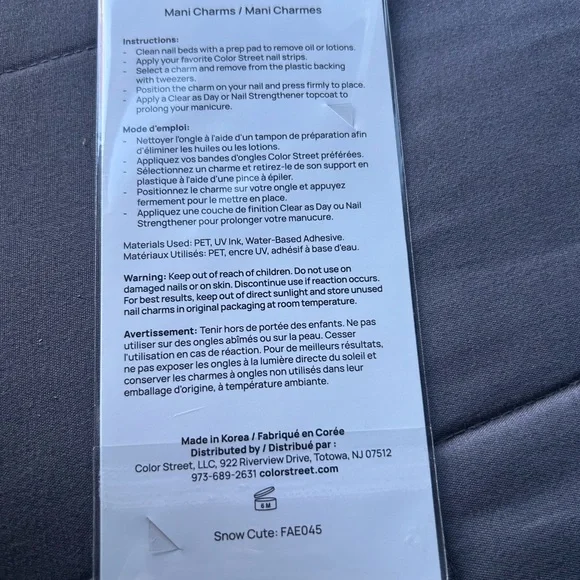 Mani Charms / Mani Charmes
Instructions:
- Clean nail beds with a prep pad to remove oil or lotions.
- Apply your favorite Color Street nail strips.
- Select a charm and remove from the plastic backing
with tweezers.
- Position the charm on your nail and press firmly to place.
- Apply a Clear as Day or Nail Strengthener topcoat to
prolong your manicure.
Mode d'emploi:
- Nettoyer l'ongle à l'aide d'un tampon de préparation afin
d'éliminer les huiles ou les lotions.
- Appliquez vos bandes d'ongles Color Street préférées.
- Sélectionnez un charme et retirez-le de son support en
plastique à l'aide d'une pince à épiler.
- Positionnez le charme sur votre ongle et appuyez
fermement pour le mettre en place.
- Appliquez une couche de finition Clear as Day ou Nail
Strengthener pour prolonger votre manucure.
Materials Used: PET, UV Ink, Water-Based Adhesive.
Matériaux Utilisés: PET, encre UV, adhésif à base d'eau.
Warning: Keep out of reach of children. Do not use on
damaged nails or on skin. Discontinue use if reaction occurs.
For best results, keep out of direct sunlight and store unused
nail charms in original packaging at room temperature.
Avertissement: Tenir hors de portée des enfants. Ne pas
utiliser sur des ongles abîmés ou sur la peau. Cesser
l'utilisation en cas de réaction. Pour de meilleurs résultats,
ne pas exposer les ongles à la lumière directe du soleil et
conserver les charmes à ongles non utilisés dans leur
emballage d'origine, à température ambiante.
Made in Korea / Fabriqué en Corée
Distributed by / Distribué par :
Color Street, LLC, 922 Riverview Drive, Totowa, NJ 07512
973-689-2631 colorstreet.com
6 M
Snow Cute: FAE045